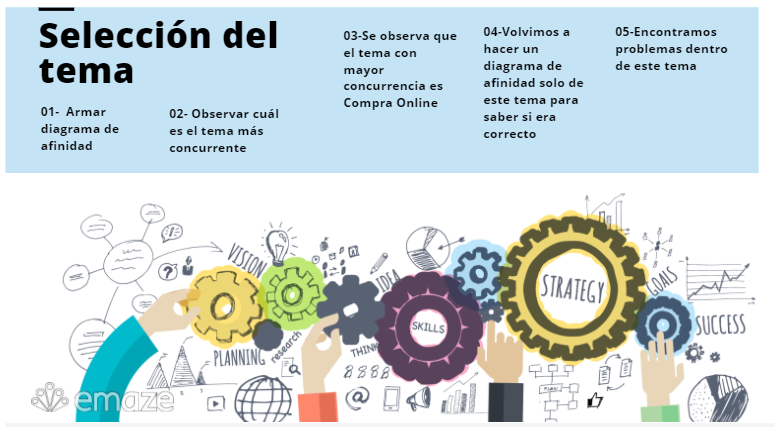 Selección del
tema
01- Armar
diagrama de
afinidad
02- Observar cuál
es el tema más
concurrente
03-Se observa que
el tema con
mayor
concurrencia es
Compra Online
04-Volvimos a
hacer un
diagrama de
afinidad solo de
este tema para
saber si era
correcto
05-Encontramos
problemas dentro
de este tema
VISION
PLANNING
research
IDEA
THINK
SKILLS
STRATEGY
GOALS
SUCCESS
PLAN
emaze